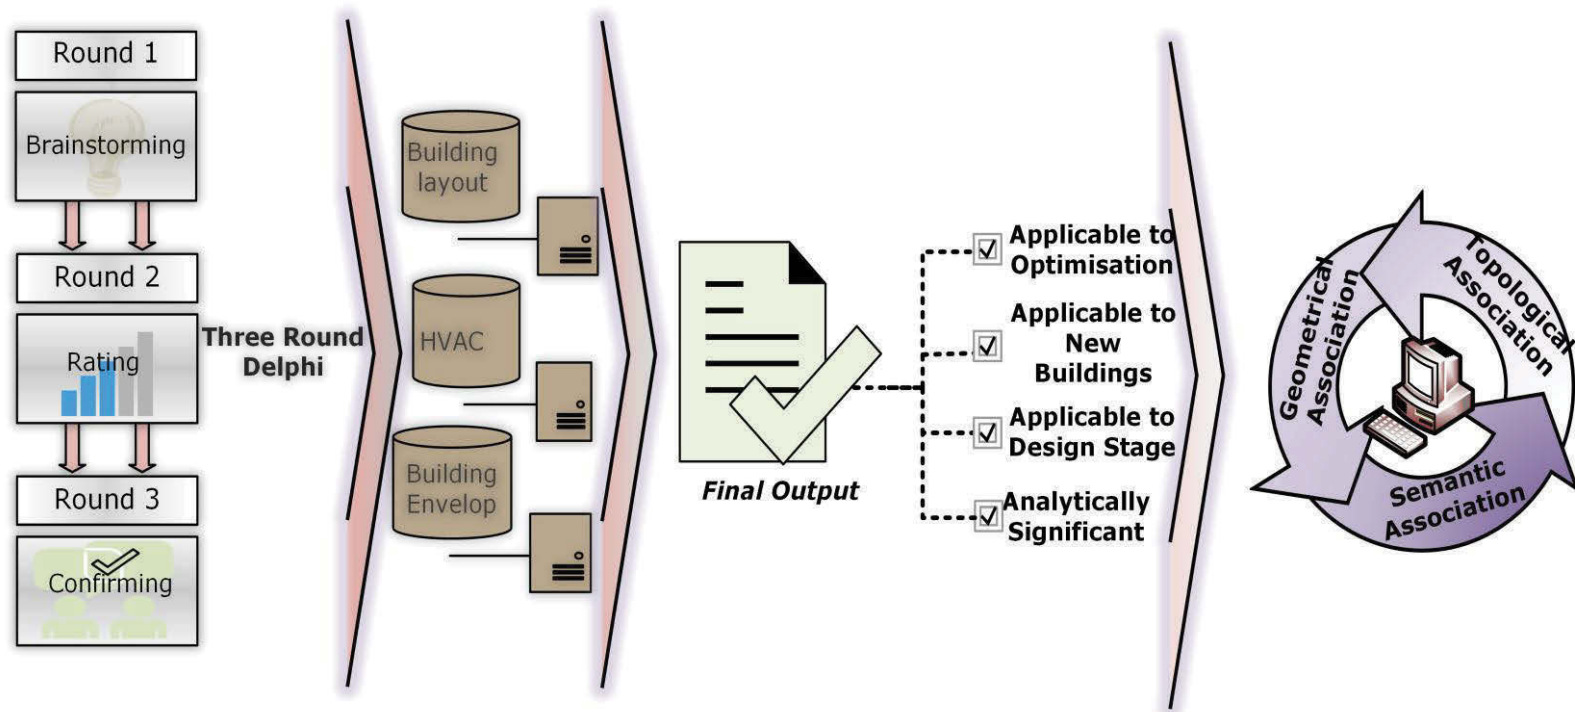 Round 1
Brainstorming
Round 2
Rating
Round 3
Confirming
Three Round
Delphi
Building
layout
HVAC
Building
Envelop
Final Output
Applicable to
Optimisation
Applicable to
New
Buildings
Applicable to
Design Stage
Analytically
Significant
Geometrical
Association
Topological
Association
Semantic
Association